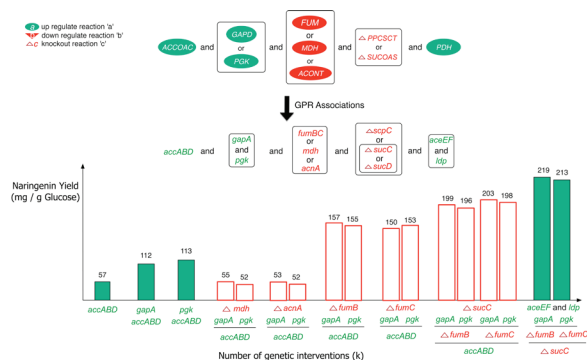 a up regulate reaction 'a'
b down regulate reaction 'b'
△c knockout reaction 'c'
ACCOAC and GAPD or PGK and FUM or MDH or ACONT and △ PPCSCT or △ SUCOAS and PDH
GPR Associations
accABD and gapA and pgk and fumBC or mdh or acnA and △scpC or △sucC or △sucD and aceEF and ldp
Naringenin Yield
(mg / g Glucose)
57 112 113 55 52 53 52 157 155 150 153 199 196 203 198 219 213
accABD
gapA
accABD
pgk
accABD
△ mdh
gapA pgk
accABD
△ acnA
gapA pgk
accABD
△fumB
gapA pgk
accABD
△fumC
gapA pgk
accABD
△sucC
gapA pgk gapA pgk
△fumB △fumC
accABD
aceEF and ldp
gapA pgk
△fumB △fumC
△sucC
Number of genetic interventions (k)